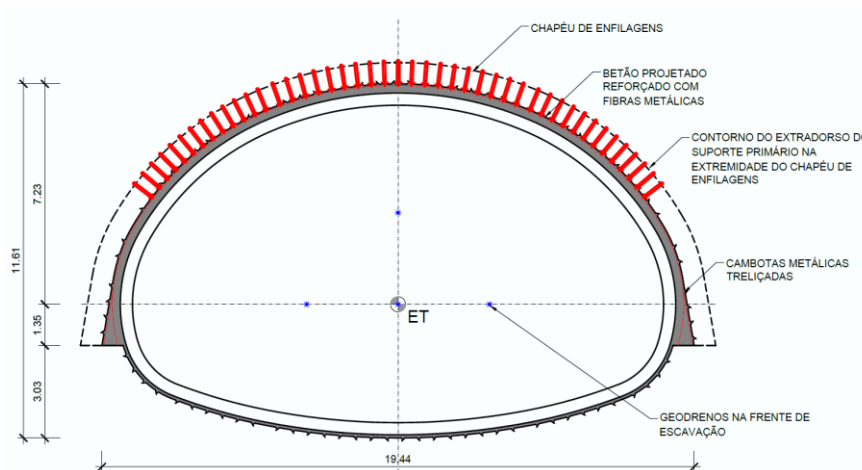 CHAPÉU DE ENFILAGENS
BETÃO PROJETADO
REFORÇADO COM
FIBRAS METÁLICAS
CONTORNO DO EXTRADORSO DO
SUPORTE PRIMÁRIO NA
EXTREMIDADE DO CHAPÉU DE
ENFILAGENS
7.23
11.61
CAMBOTAS METÁLICAS
TRELIÇADAS
ET
1.35
3.03
GEODRENOS NA FRENTE DE
ESCAVAÇÃO
19.44